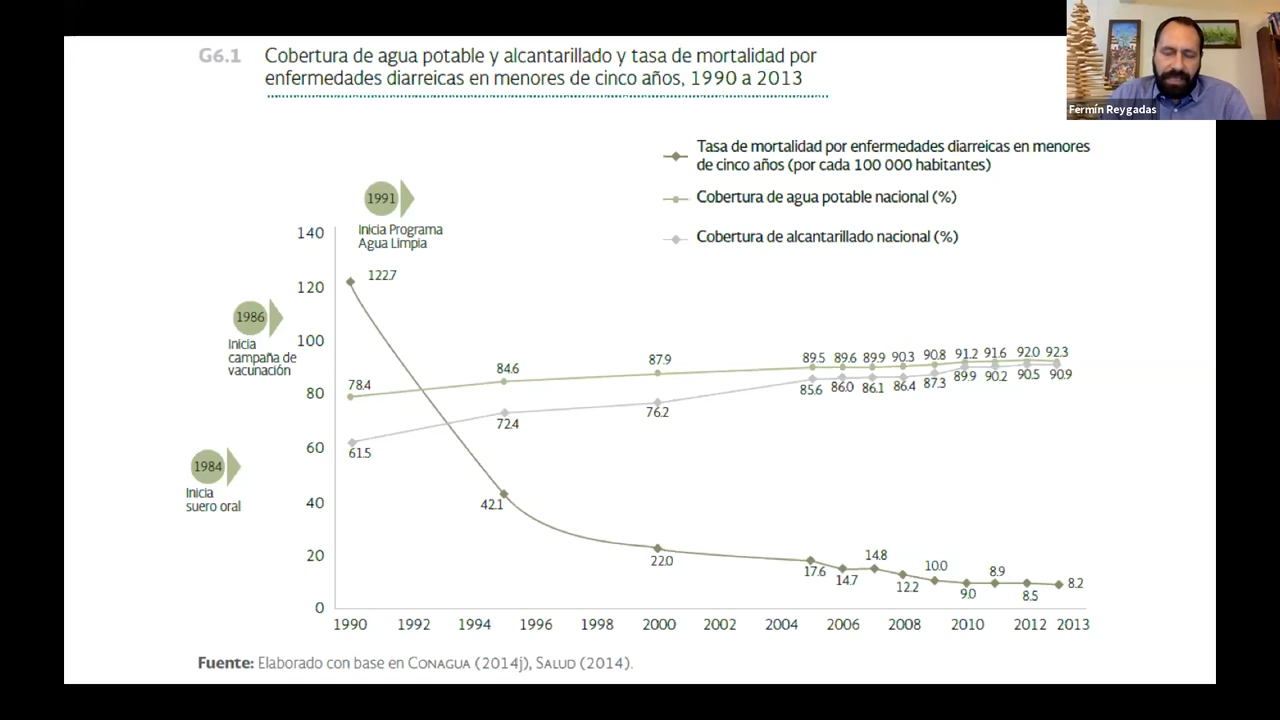 G6.1 Cobertura de agua potable y alcantarillado y tasa de mortalidad por
enfermedades diarreicas en menores de cinco años, 1990 a 2013
Fermín Reygadas
Tasa de mortalidad por enfermedades diarreicas en menores
de cinco años (por cada 100 000 habitantes)
Cobertura de agua potable nacional (%)
Cobertura de alcantarillado nacional (%)
1991
Inicia Programa
Agua Limpia
1986
Inicia
campaña de
vacunación
1984
Inicia
suero oral
140
120
100
80
60
40
20
0
122.7
42.1
22.0
17.6
14.7
14.8
12.2
10.0
9.0
8.9
8.5
8.2
78.4
84.6
87.9
89.5 89.6 89.9 90.3 90.8 91.2 91.6 92.0 92.3
61.5
72.4
76.2
85.6 86.0 86.1 86.4 87.3 89.9 90.2 90.5 90.9
1990 1992 1994 1996 1998 2000 2002 2004 2006 2008 2010 2012 2013
Fuente: Elaborado con base en CONAGUA (2014j), SALUD (2014).